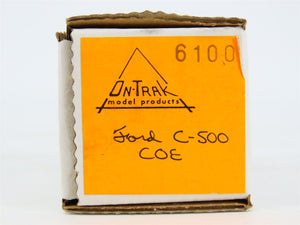 6100
ON-TRAK
model products
Ford C-500
COE